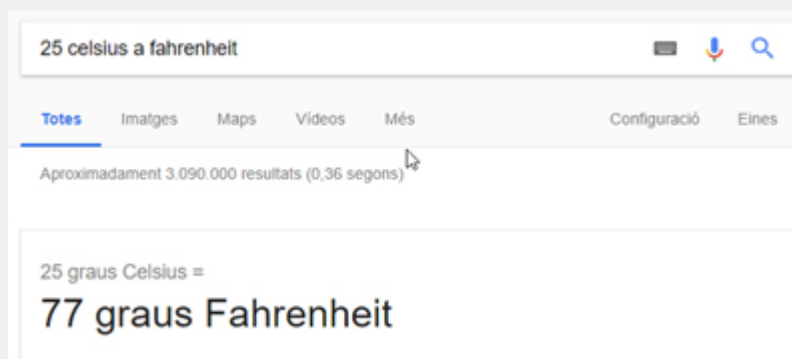 25 celsius a fahrenheit
Totes Imatges Maps Vídeos Més Configuració Eines
Aproximadament 3.090.000 resultats (0,36 segons)
25 graus Celsius =
77 graus Fahrenheit